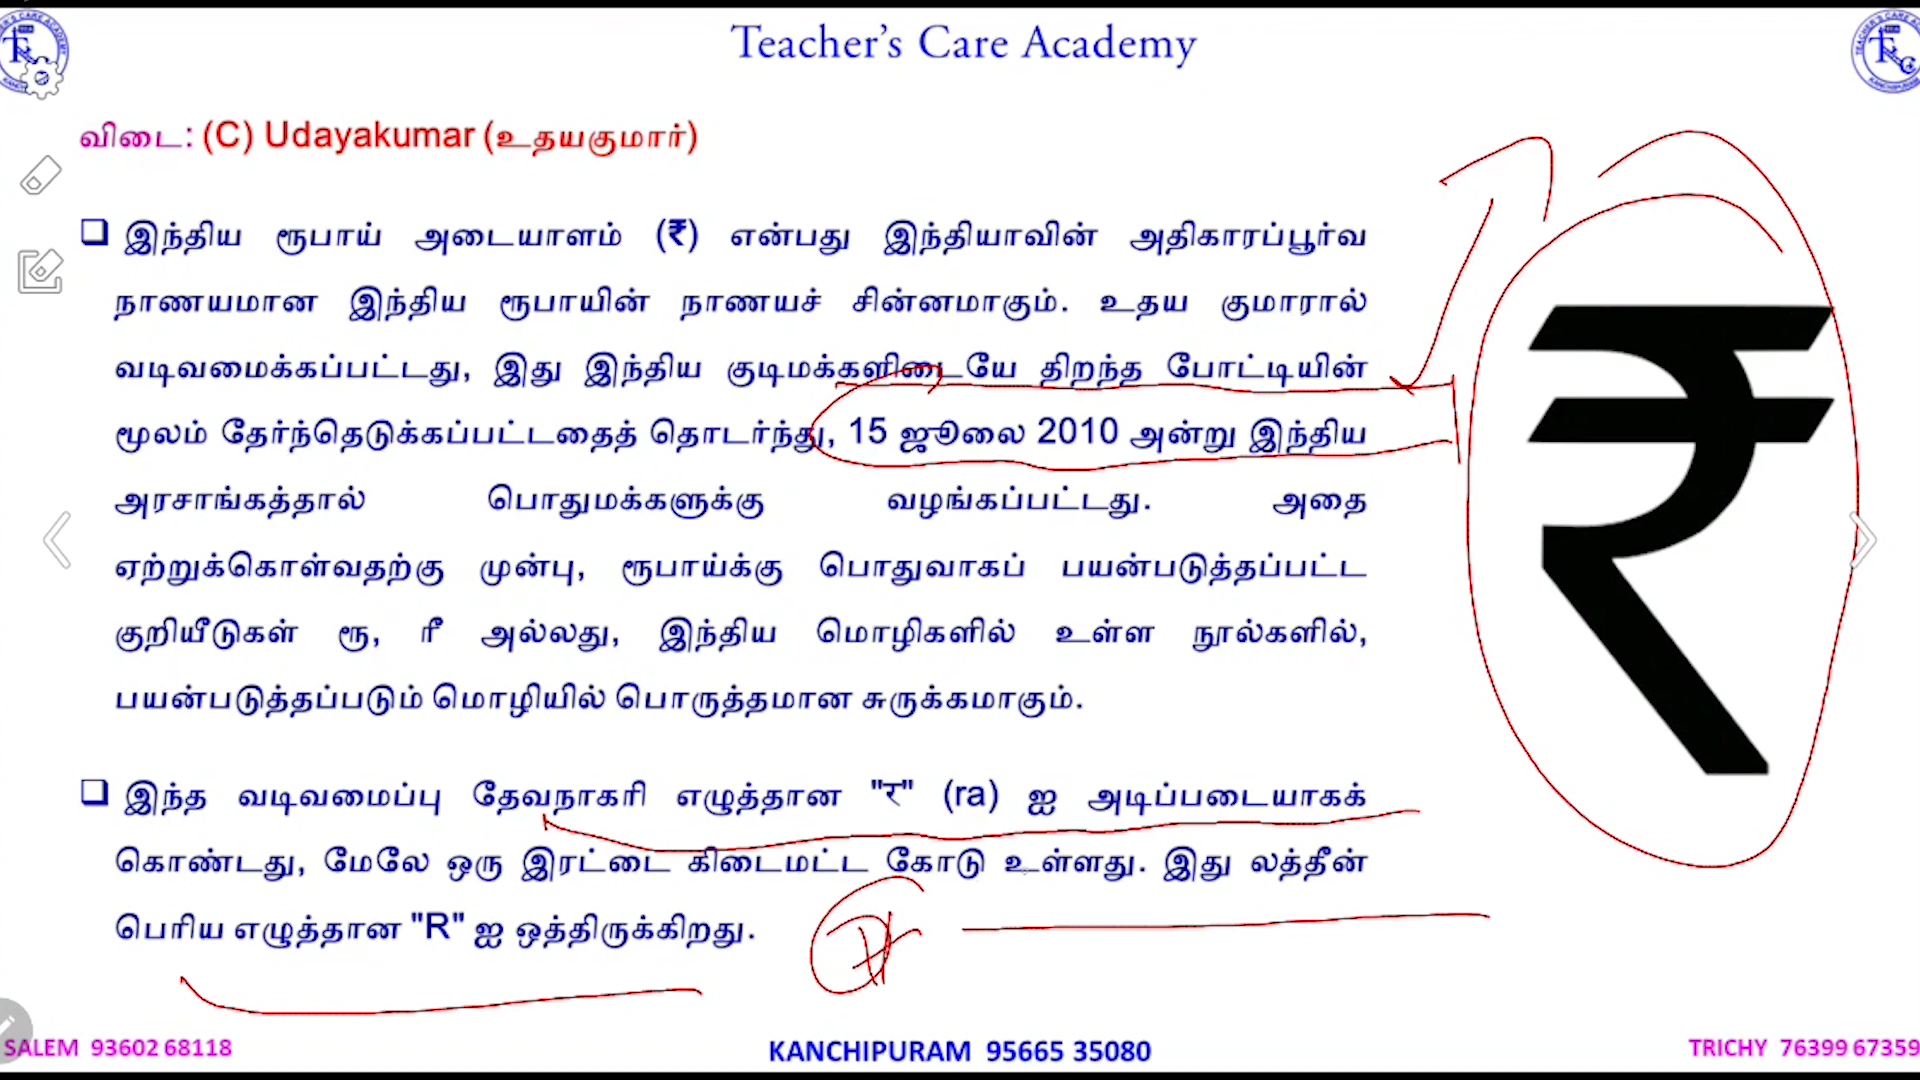 Teacher's Care Academy
விடை: (C) Udayakumar (உதயகுமார்)
இந்திய ரூபாய் அடையாளம் (₹) என்பது இந்தியாவின் அதிகாரப்பூர்வ
நாணயமான இந்திய ரூபாயின் நாணயச் சின்னமாகும். உதய குமாரால்
வடிவமைக்கப்பட்டது, இது இந்திய குடிமக்களிடையே திறந்த போட்டியின்
மூலம் தேர்ந்தெடுக்கப்பட்டதைத் தொடர்ந்து, 15 ஜூலை 2010 அன்று இந்திய
அரசாங்கத்தால் பொதுமக்களுக்கு வழங்கப்பட்டது. அதை
ஏற்றுக்கொள்வதற்கு முன்பு, ரூபாய்க்கு பொதுவாகப் பயன்படுத்தப்பட்ட
குறியீடுகள் ரூ, ரீ அல்லது, இந்திய மொழிகளில் உள்ள நூல்களில்,
பயன்படுத்தப்படும் மொழியில் பொருத்தமான சுருக்கமாகும்.
₹
இந்த வடிவமைப்பு தேவநாகரி எழுத்தான "र" (ra) ஐ அடிப்படையாகக்
கொண்டது, மேலே ஒரு இரட்டை கிடைமட்ட கோடு உள்ளது. இது லத்தீன்
பெரிய எழுத்தான "R" ஐ ஒத்திருக்கிறது.
SALEM 93602 68118
KANCHIPURAM 95665 35080
TRICHY 76399 67359